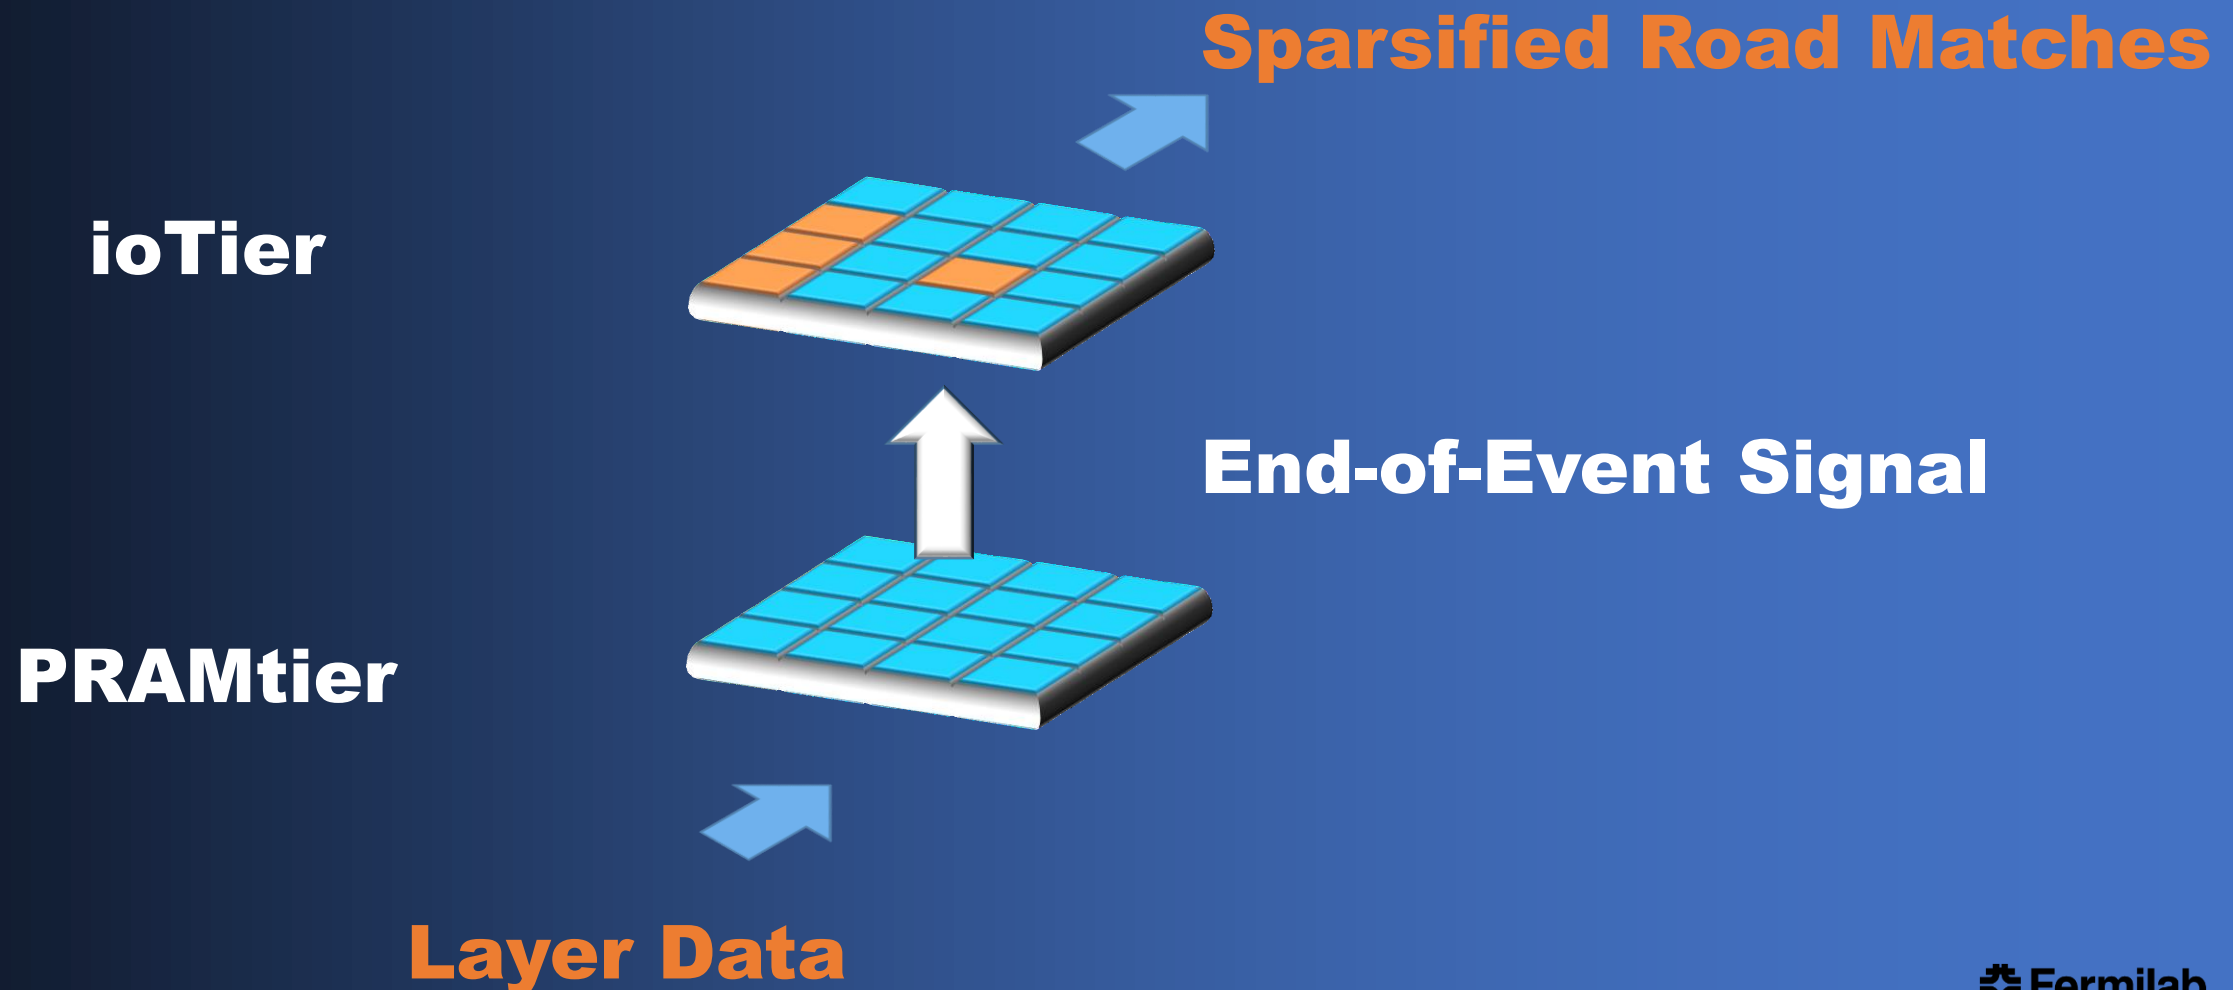 Sparsified Road Matches
ioTier
End-of-Event Signal
PRAMtier
Layer Data
Fermilab